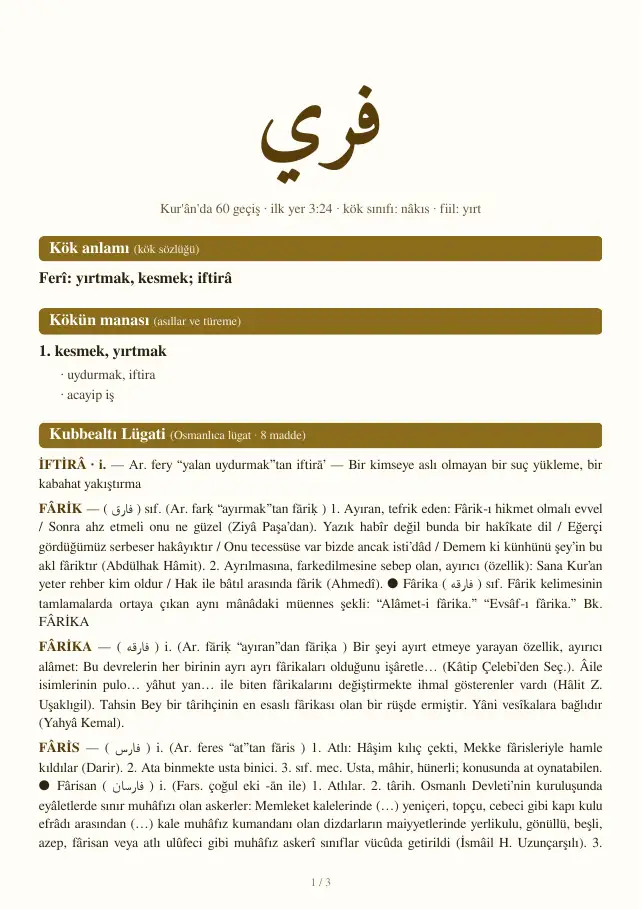 فري
Kur'ân'da 60 geçiş · ilk yer 3:24 · kök sınıfı: nâkıs · fiil: yırt
Kök anlamı (kök sözlüğü)
Ferî: yırtmak, kesmek; iftirâ
Kökün manası (asıllar ve türeme)
1. kesmek, yırtmak
· uydurmak, iftira
· acayip iş
Kubbealtı Lügati (Osmanlıca lügat · 8 madde)
İFTİRÂ · i. — Ar. fery “yalan uydurmak”tan iftirā’ — Bir kimseye aslı olmayan bir suç yükleme, bir
kabahat yakıştırma
FÂRİK — ( فارق ) sıf. (Ar. farḳ “ayırmak”tan fāriḳ ) 1. Ayıran, tefrik eden: Fârik-ı hikmet olmalı evvel
/ Sonra ahz etmeli onu ne güzel (Ziyâ Paşa’dan). Yazık habîr değil bunda bir hakîkate dil / Eğerçi
gördüğümüz serbeser hakāyıktır / Onu tecessüse var bizde ancak isti’dâd / Demem ki künhünü şey’in bu
akl fâriktır (Abdülhak Hâmit). 2. Ayrılmasına, farkedilmesine sebep olan, ayırıcı (özellik): Sana Kur’an
yeter rehber kim oldur / Hak ile bâtıl arasında fârik (Ahmedî). ● Fârika ( فارقه ) sıf. Fârik kelimesinin
tamlamalarda ortaya çıkan aynı mânâdaki müennes şekli: “Alâmet-i fârika.” “Evsâf-ı fârika.” Bk.
FÂRİKA
FÂRİKA — ( فارقه ) i. (Ar. fāriḳ “ayıran”dan fāriḳa ) Bir şeyi ayırt etmeye yarayan özellik, ayırıcı
alâmet: Bu devrelerin her birinin ayrı ayrı fârikaları olduğunu işâretle… (Kâtip Çelebi’den Seç.). Âile
isimlerinin pulo… yâhut yan… ile biten fârikalarını değiştirmekte ihmal gösterenler vardı (Hâlit Z.
Uşaklıgil). Tahsin Bey bir târihçinin en esaslı fârikası olan bir rüşde ermiştir. Yâni vesîkalara bağlıdır
(Yahyâ Kemal).
FÂRİS — ( فارس ) i. (Ar. feres “at”tan fāris ) 1. Atlı: Hâşim kılıç çekti, Mekke fârisleriyle hamle
kıldılar (Darir). 2. Ata binmekte usta binici. 3. sıf. mec. Usta, mâhir, hünerli; konusunda at oynatabilen.
● Fârisan ( فارسان ) i. (Fars. çoğul eki -ān ile) 1. Atlılar. 2. târih. Osmanlı Devleti’nin kuruluşunda
eyâletlerde sınır muhâfızı olan askerler: Memleket kalelerinde (…) yeniçeri, topçu, cebeci gibi kapı kulu
efrâdı arasından (…) kale muhâfız kumandanı olan dizdarların maiyyetlerinde yerlikulu, gönüllü, beşli,
azep, fârisan veya atlı ulûfeci gibi muhâfız askerî sınıflar vücûda getirildi (İsmâil H. Uzunçarşılı). 3.
1 / 3